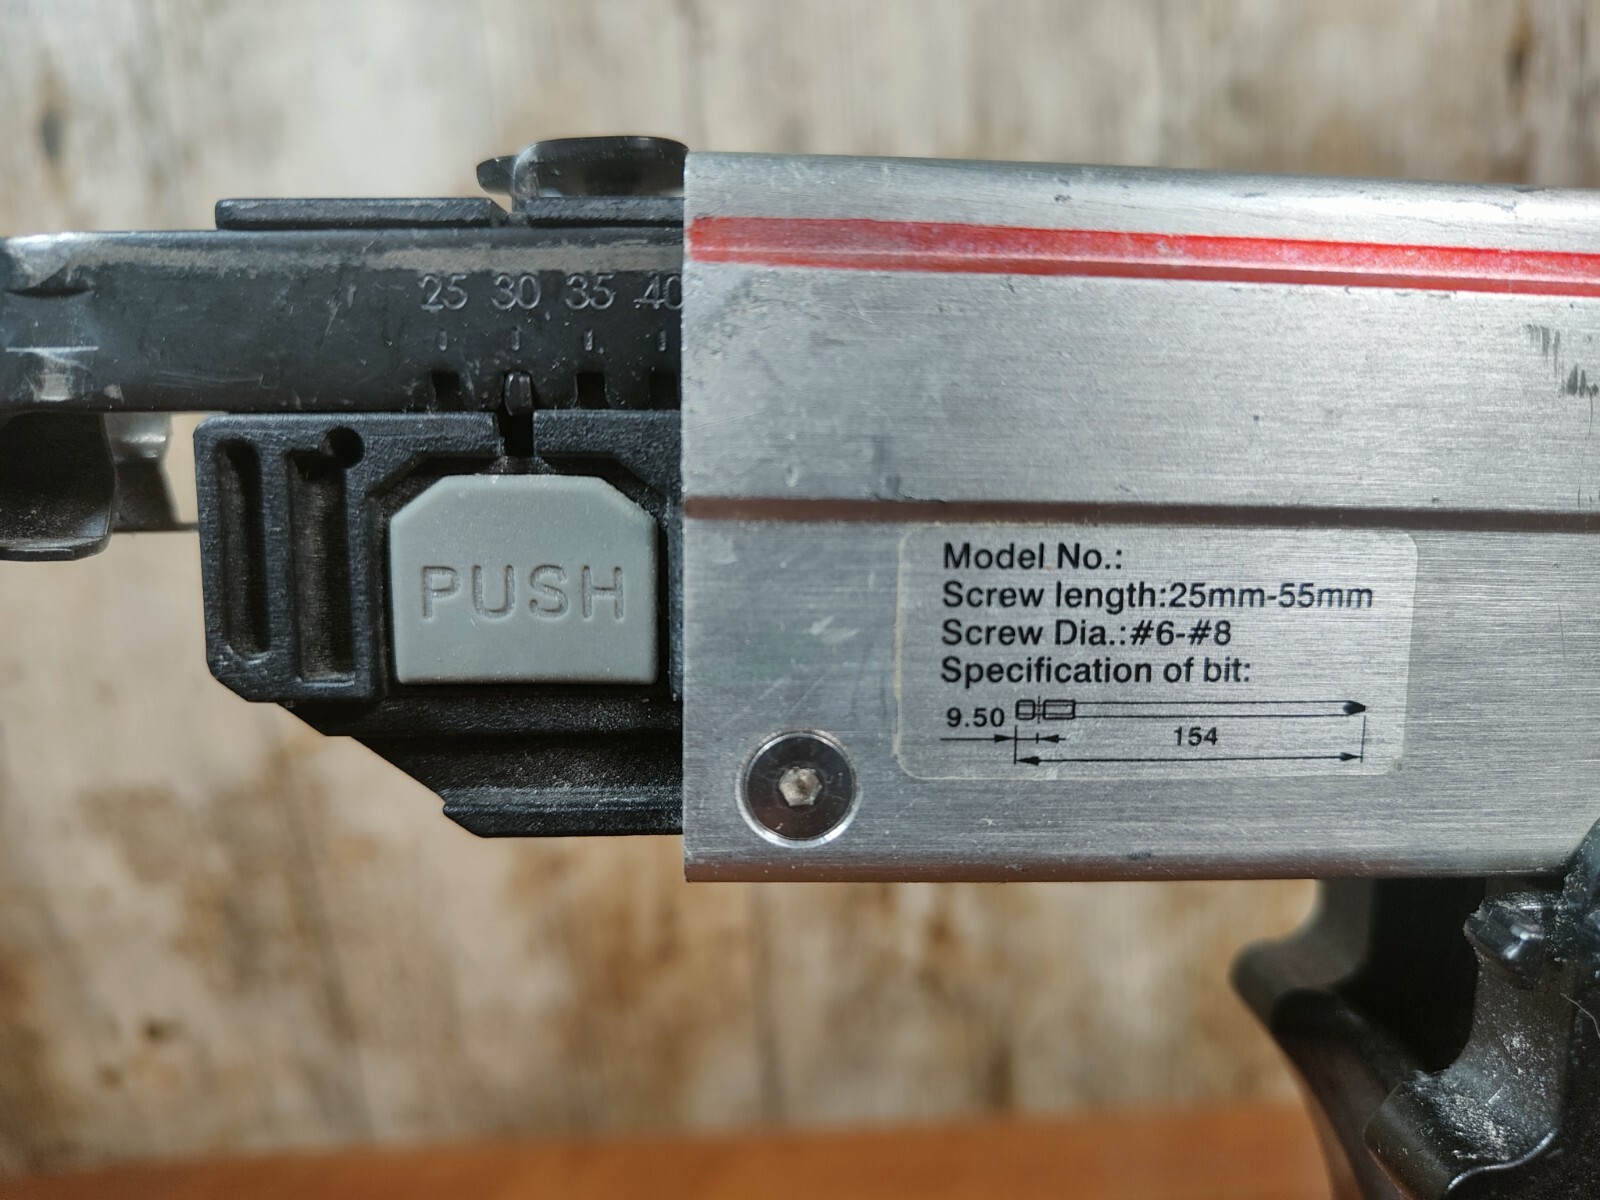 25 30 35 40
PUSH
Model No.:
Screw length:25mm-55mm
Screw Dia.:#6-#8
Specification of bit:
9.50
154